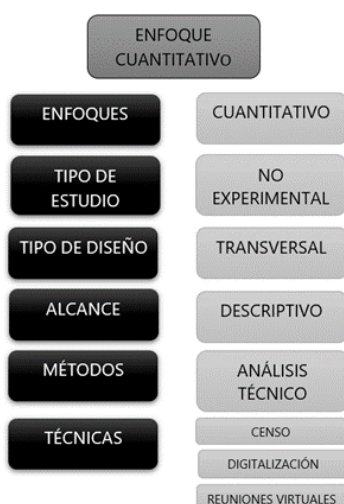 ENFOQUE
CUANTITATIVO
ENFOQUES
CUANTITATIVO
TIPO DE
ESTUDIO
NO
EXPERIMENTAL
TIPO DE DISEÑO
TRANSVERSAL
ALCANCE
DESCRIPTIVO
MÉTODOS
ANÁLISIS
TÉCNICO
TÉCNICAS
CENSO
DIGITALIZACIÓN
REUNIONES VIRTUALES